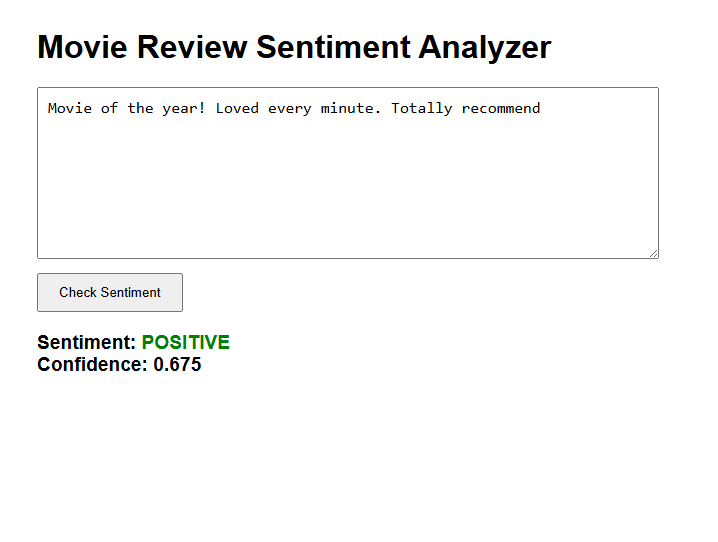 Movie Review Sentiment Analyzer
Movie of the year! Loved every minute. Totally recommend
Check Sentiment
Sentiment: POSITIVE
Confidence: 0.675